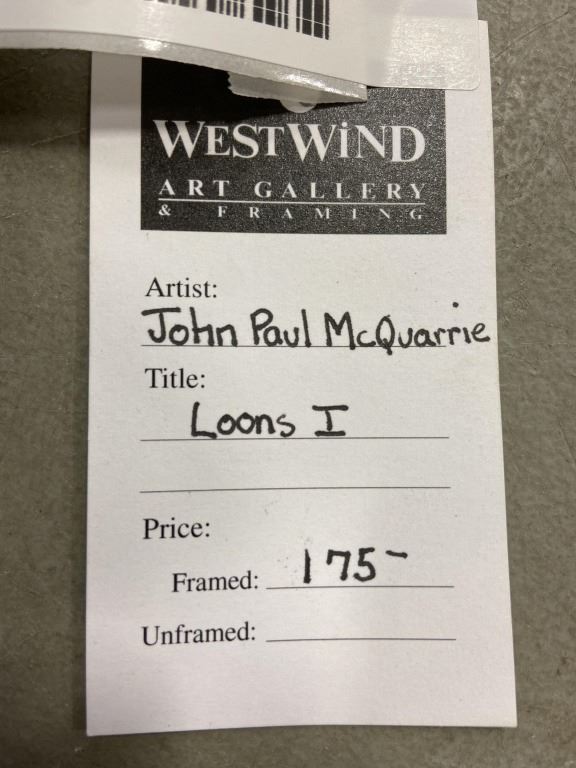 WESTWiND
ART GALLERY
& FRAMING
Artist:
John Paul McQuarrie
Title:
Loons I
Price:
Framed: 175-
Unframed: